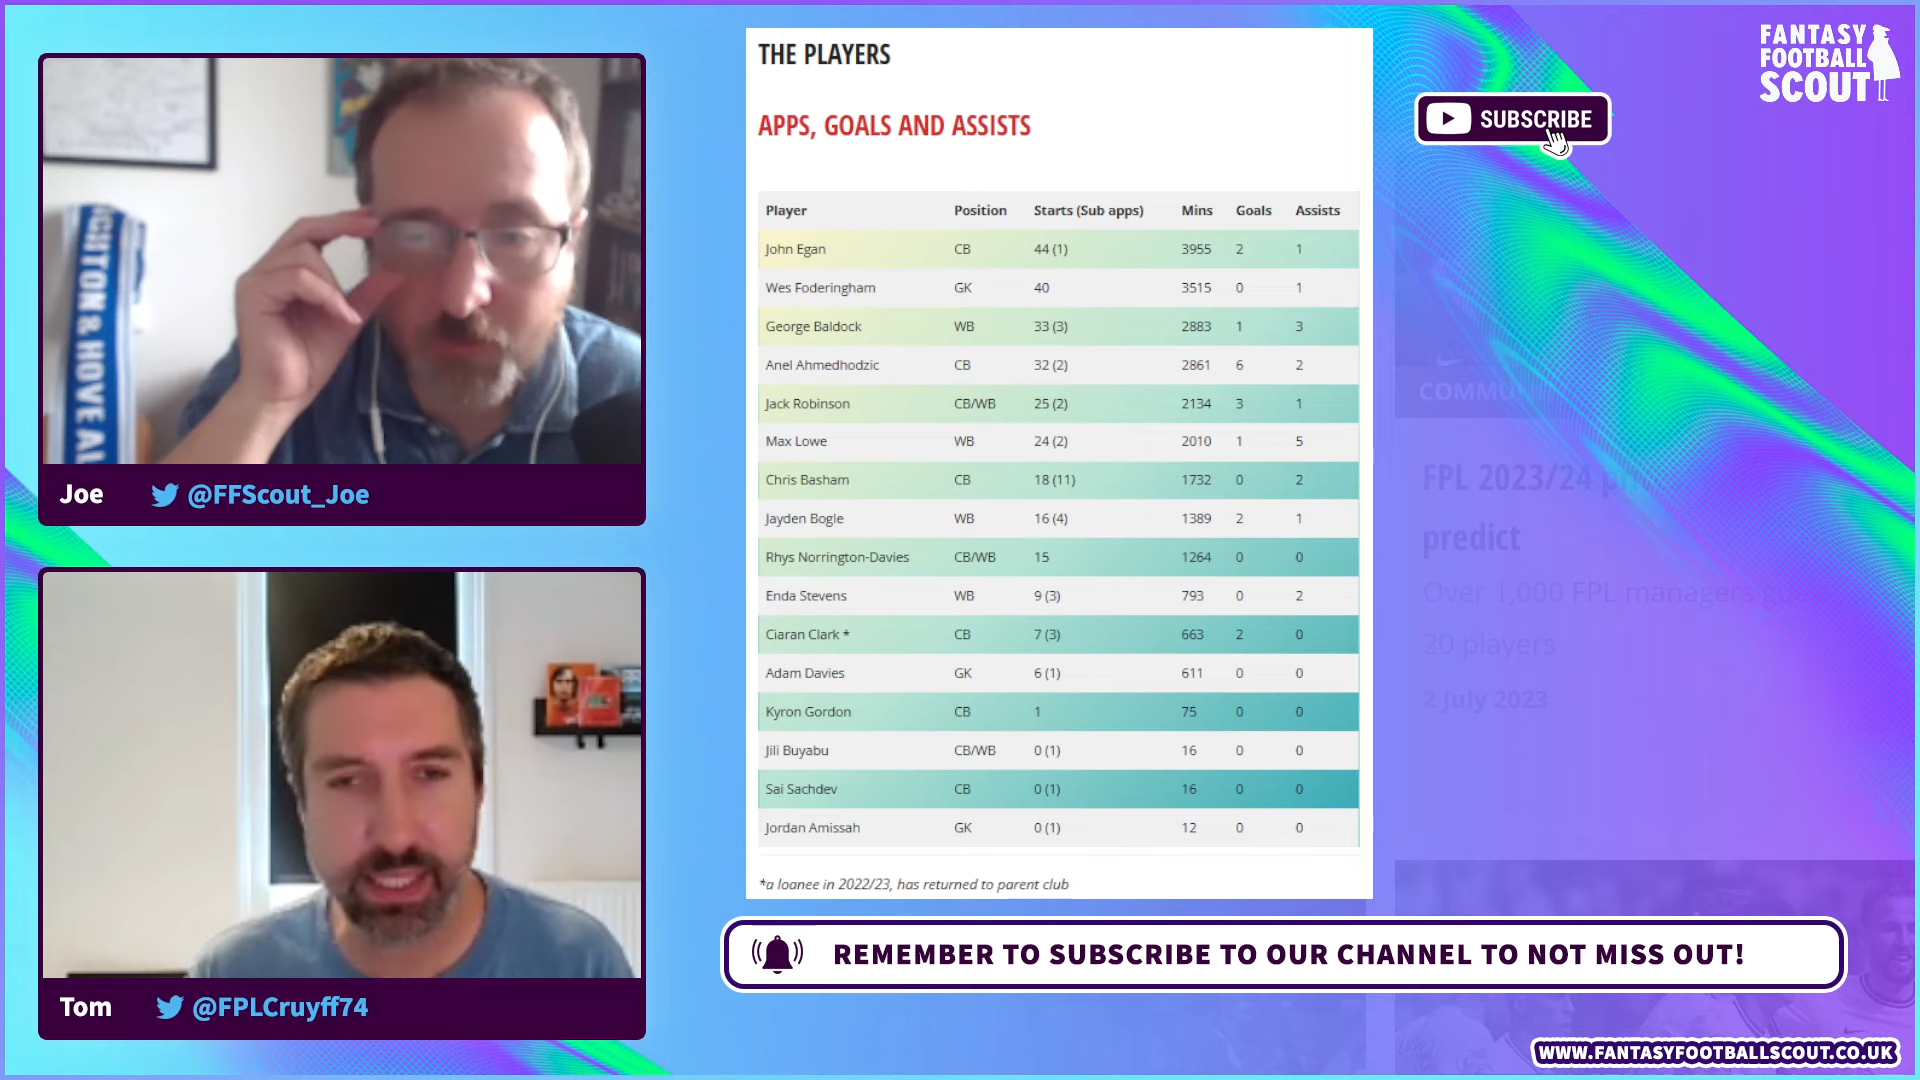 CHTON & HOVE AL
Joe @FFScout_Joe
Tom @FPLCruyff74
THE PLAYERS
APPS, GOALS AND ASSISTS
Player Position Starts (Sub apps) Mins Goals Assists
John Egan CB 44 (1) 3955 2 1
Wes Foderingham GK 40 3515 0 1
George Baldock WB 33 (3) 2883 1 3
Anel Ahmedhodzic CB 32 (2) 2861 6 2
Jack Robinson CB/WB 25 (2) 2134 3 1
Max Lowe WB 24 (2) 2010 1 5
Chris Basham CB 18 (11) 1732 0 2
Jayden Bogle WB 16 (4) 1389 2 1
Rhys Norrington-Davies CB/WB 15 1264 0 0
Enda Stevens WB 9 (3) 793 0 2
Ciaran Clark * CB 7 (3) 663 2 0
Adam Davies GK 6 (1) 611 0 0
Kyron Gordon CB 1 75 0 0
Jili Buyabu CB/WB 0 (1) 16 0 0
Sai Sachdev CB 0 (1) 16 0 0
Jordan Amissah GK 0 (1) 12 0 0
*a loanee in 2022/23, has returned to parent club
FANTASY
FOOTBALL
SCOUT
SUBSCRIBE
COMMU
FPL 2023/24
predict
Over 1,000 FPL managers
20 players
2 July 2023
REMEMBER TO SUBSCRIBE TO OUR CHANNEL TO NOT MISS OUT!
WWW.FANTASYFOOTBALLSCOUT.CO.UK